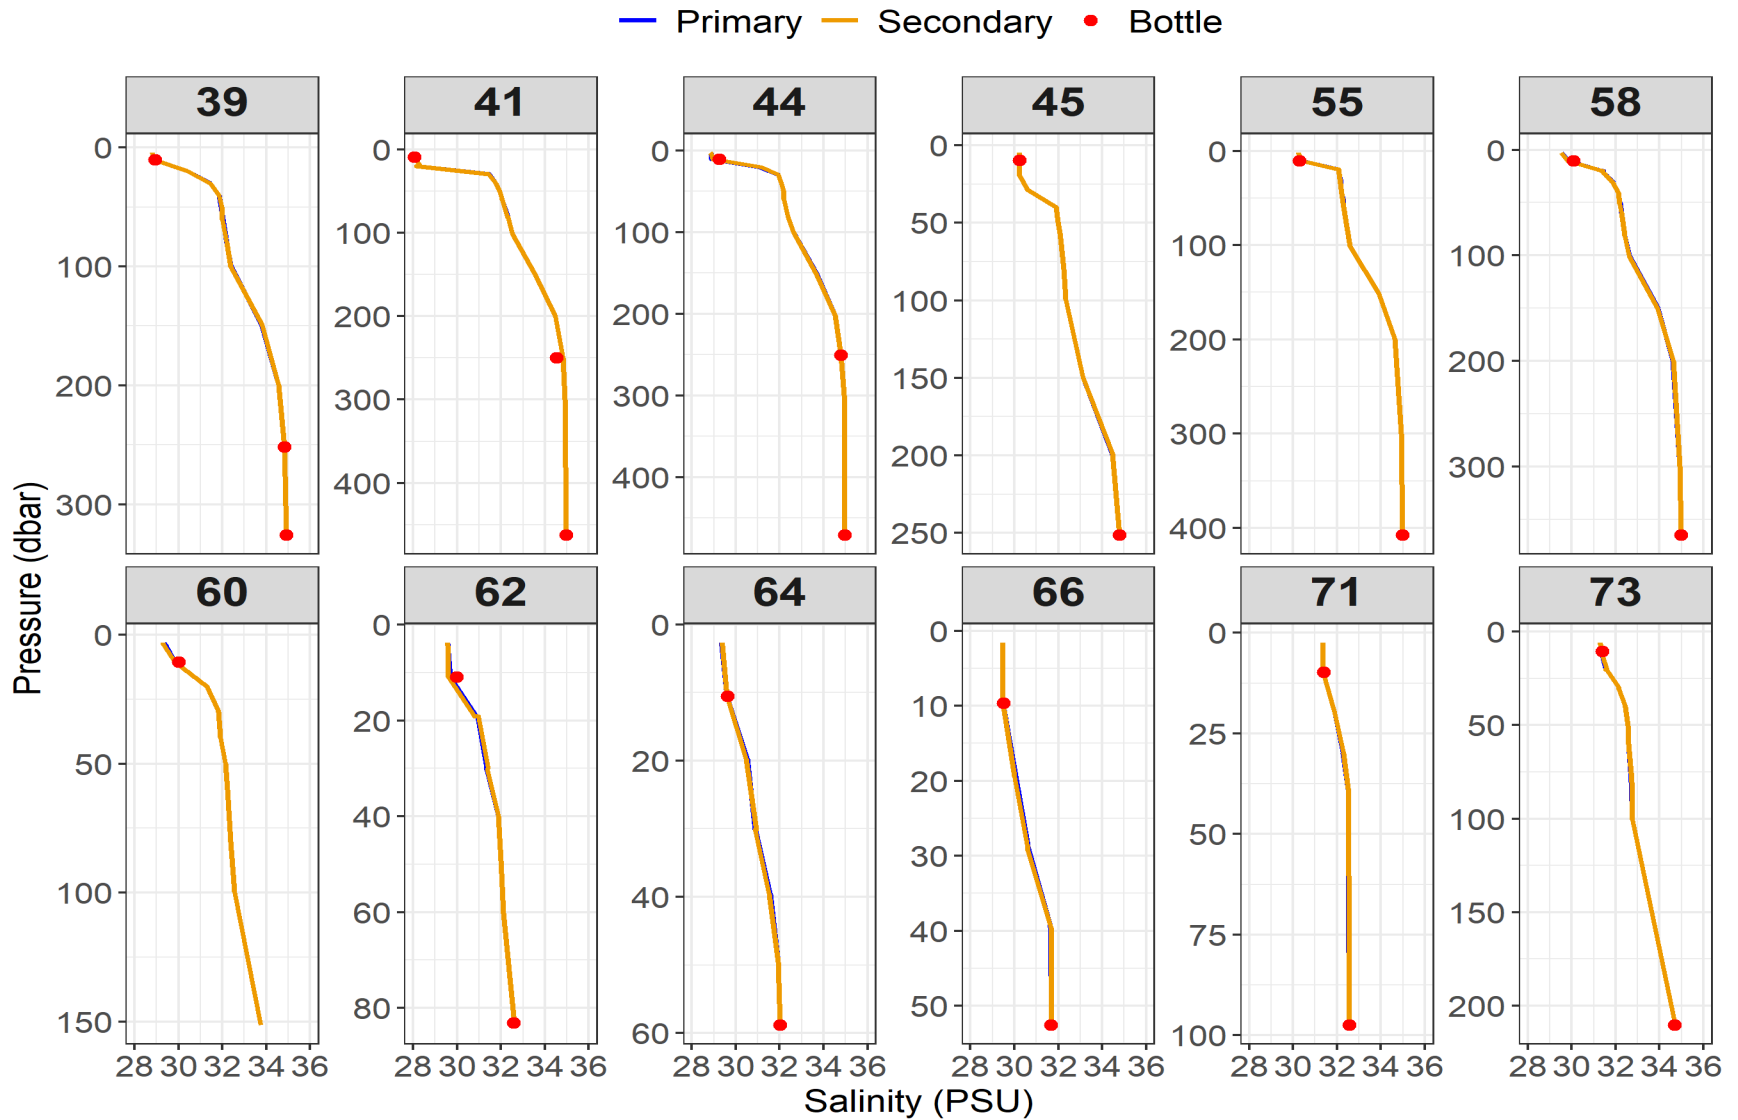 Primary Secondary Bottle
39 41 44 45 55 58
0 100 200 300
0 100 200 300 400
0 100 200 300 400
0 50 100 150 200 250
0 100 200 300 400
0 100 200 300
Pressure (dbar)
60 62 64 66 71 73
0 50 100 150
0 20 40 60 80
0 20 40 60
0 10 20 30 40 50
0 25 50 75 100
0 50 100 150 200
28 30 32 34 36 28 30 32 34 36 28 30 32 34 36 28 30 32 34 36 28 30 32 34 36 28 30 32 34 36
Salinity (PSU)